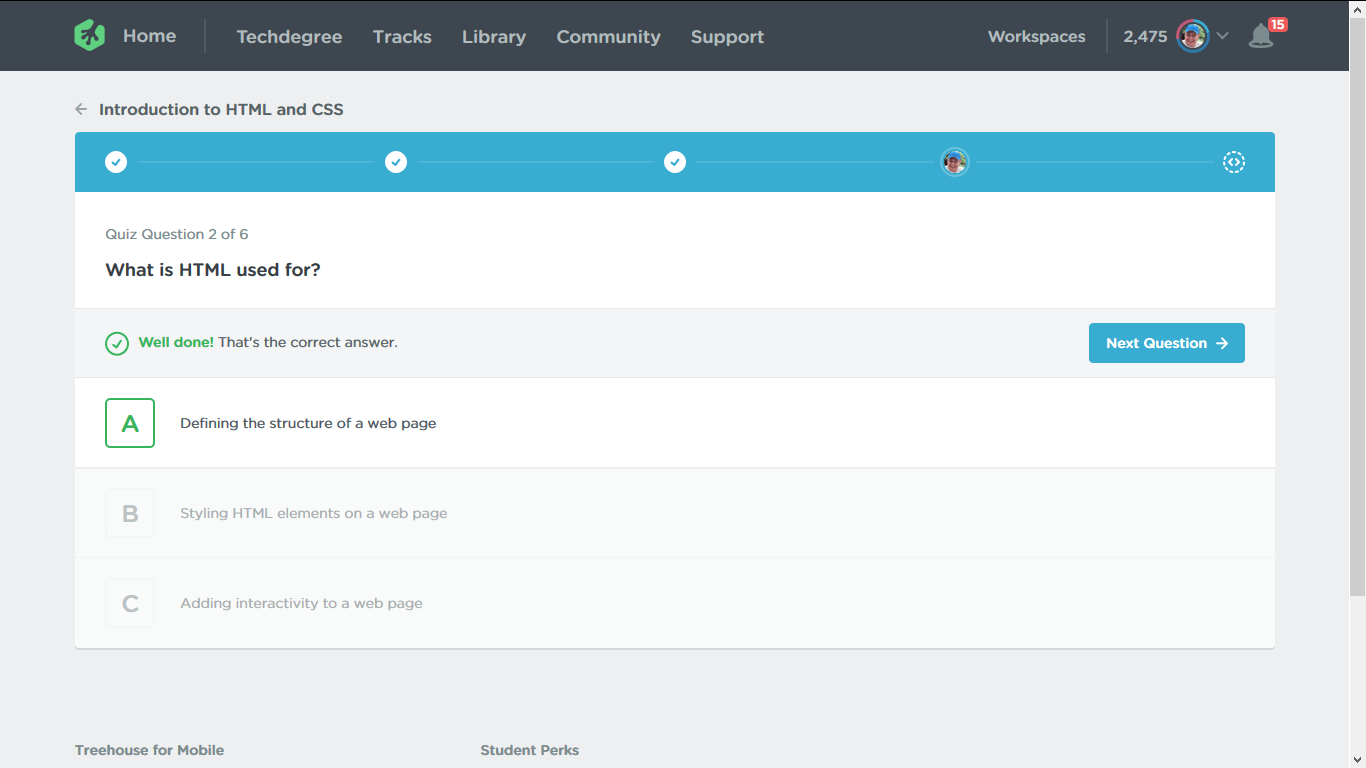 Home Techdegree Tracks Library Community Support Workspaces 2,475 15
← Introduction to HTML and CSS
Quiz Question 2 of 6
What is HTML used for?
Well done! That's the correct answer.
Next Question →
A Defining the structure of a web page
B Styling HTML elements on a web page
C Adding interactivity to a web page
Treehouse for Mobile Student Perks